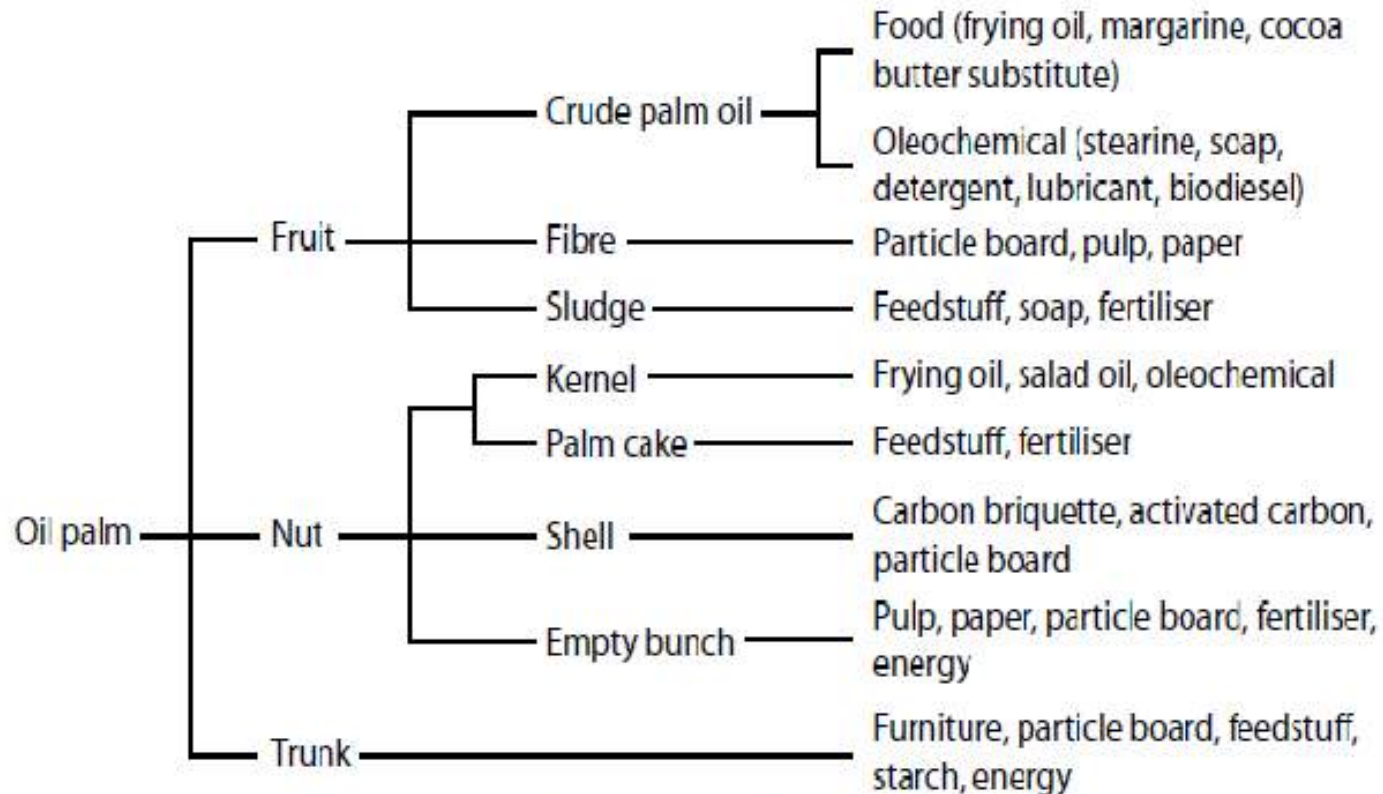 Food (frying oil, margarine, cocoa
butter substitute)
Crude palm oil
Oleochemical (stearine, soap,
detergent, lubricant, biodiesel)
Fruit
Fibre
Particle board, pulp, paper
Sludge
Feedstuff, soap, fertiliser
Kernel
Frying oil, salad oil, oleochemical
Palm cake
Feedstuff, fertiliser
Oil palm
Nut
Shell
Carbon briquette, activated carbon,
particle board
Empty bunch
Pulp, paper, particle board, fertiliser,
energy
Trunk
Furniture, particle board, feedstuff,
starch, energy